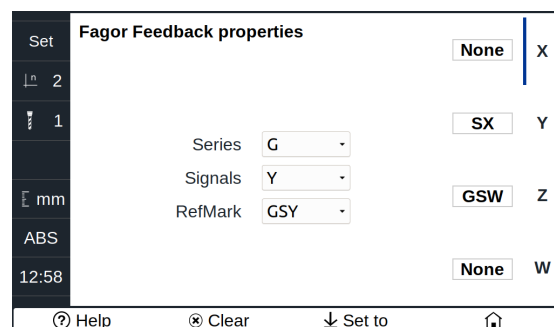 Set
Fagor Feedback properties
None X
n 2
1
SX Y
Series G
Signals Y
GSW Z
mm
RefMark GSY
ABS
None W
12:58
Help Clear Set to